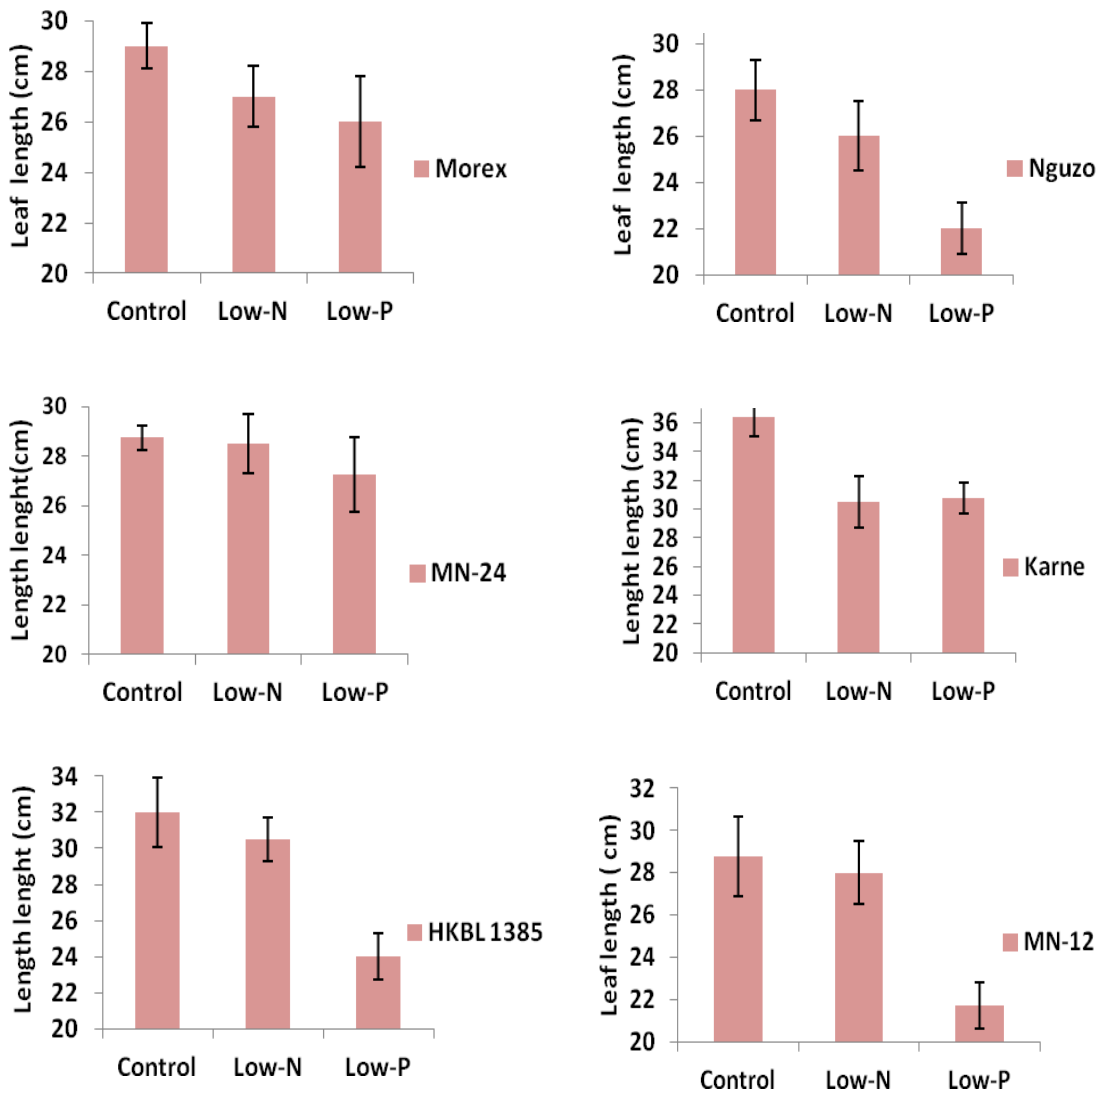 Leaf length (cm)
30
28
26
24
22
20
Control Low-N Low-P
Morex
Leaf length (cm)
30
28
26
24
22
20
Control Low-N Low-P
Nguzo
Length lenght(cm)
30
28
26
24
22
20
Control Low-N Low-P
MN-24
Lenght length (cm)
36
34
32
30
28
26
24
22
20
Control Low-N Low-P
Karne
Length lenght (cm)
34
32
30
28
26
24
22
20
Control Low-N Low-P
HKBL 1385
Leaf length ( cm)
32
30
28
26
24
22
20
Control Low-N Low-P
MN-12